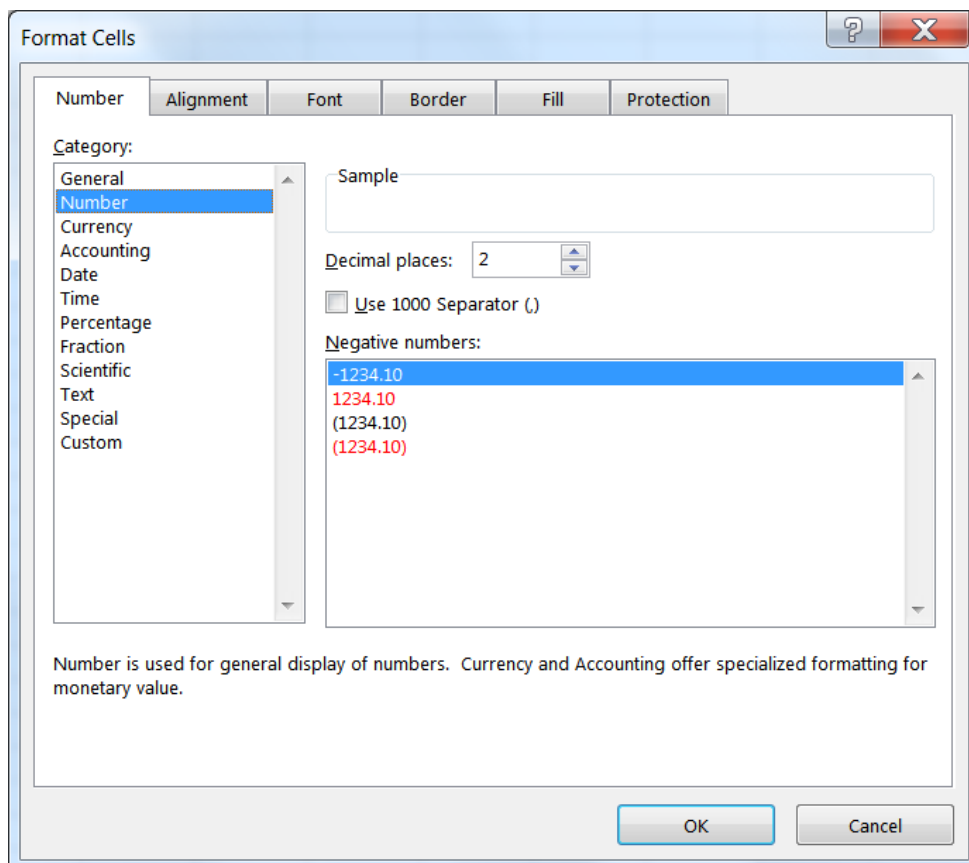 Format Cells
Number Alignment Font Border Fill Protection
Category:
General
Number
Currency
Accounting
Date
Time
Percentage
Fraction
Scientific
Text
Special
Custom
Sample
Decimal places: 2
Use 1000 Separator (,)
Negative numbers:
-1234.10
1234.10
(1234.10)
(1234.10)
Number is used for general display of numbers.  Currency and Accounting offer specialized formatting for
monetary value.
OK Cancel